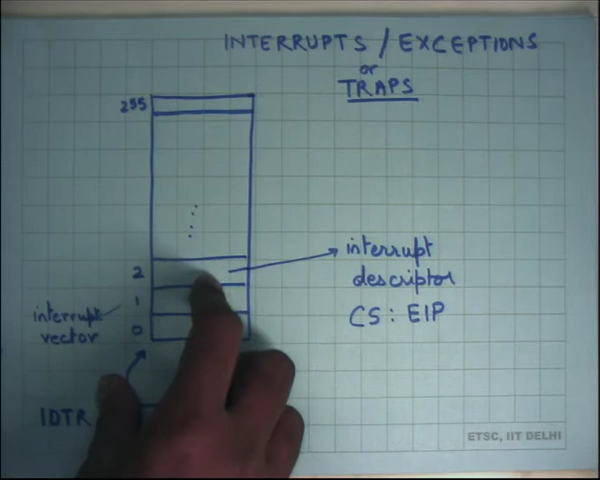 INTERRUPTS / EXCEPTIONS
or
TRAPS
255
2
interrupt
descriptor
CS : EIP
1
interrupt
vector
0
IDTR
ETSC, IIT DELHI